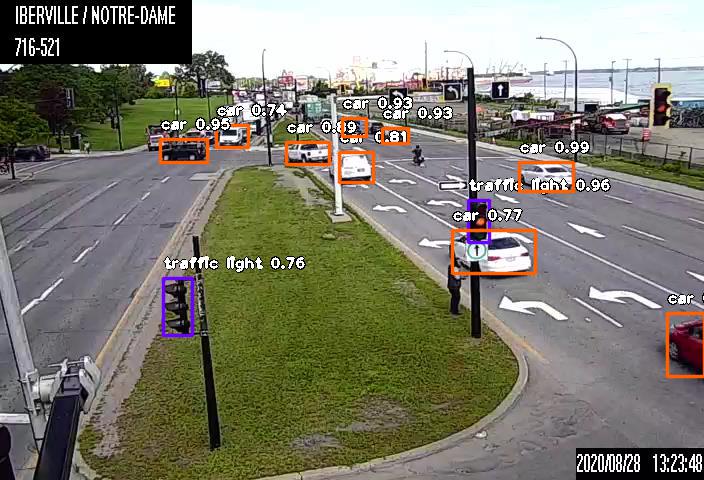 IBERVILLE / NOTRE-DAME
716-521
car 0.74
car 0.93
car 0.93
car 0.95
car 0.81
car 0.99
traffic light 0.96
car 0.77
traffic light 0.76
car
2020/08/28 13:23:48